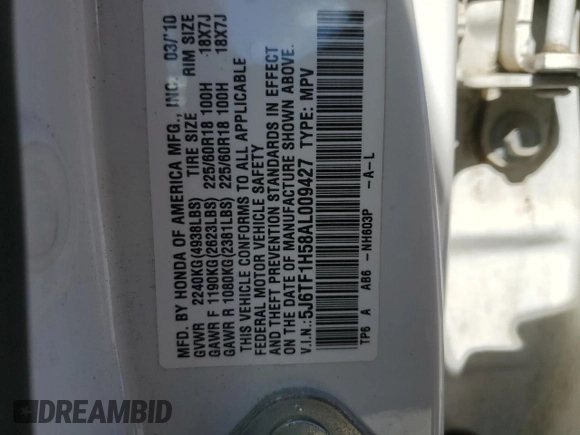 MFD. BY HONDA OF AMERICA MFG., INC. 03/10
GVWR 2240KG(4938LBS) TIRE SIZE RIM SIZE
GAWR F 1190KG(2623LBS) 225/60R18 100H 18X7J
GAWR R 1080KG(2381LBS) 225/60R18 100H 18X7J
THIS VEHICLE CONFORMS TO ALL APPLICABLE
FEDERAL MOTOR VEHICLE SAFETY
AND THEFT PREVENTION STANDARDS IN EFFECT
ON THE DATE OF MANUFACTURE SHOWN ABOVE.
V.I.N.:5J6TF1H58AL009427 TYPE: MPV
TP6 A AB6 -NH603P -A-L
DREAMBID